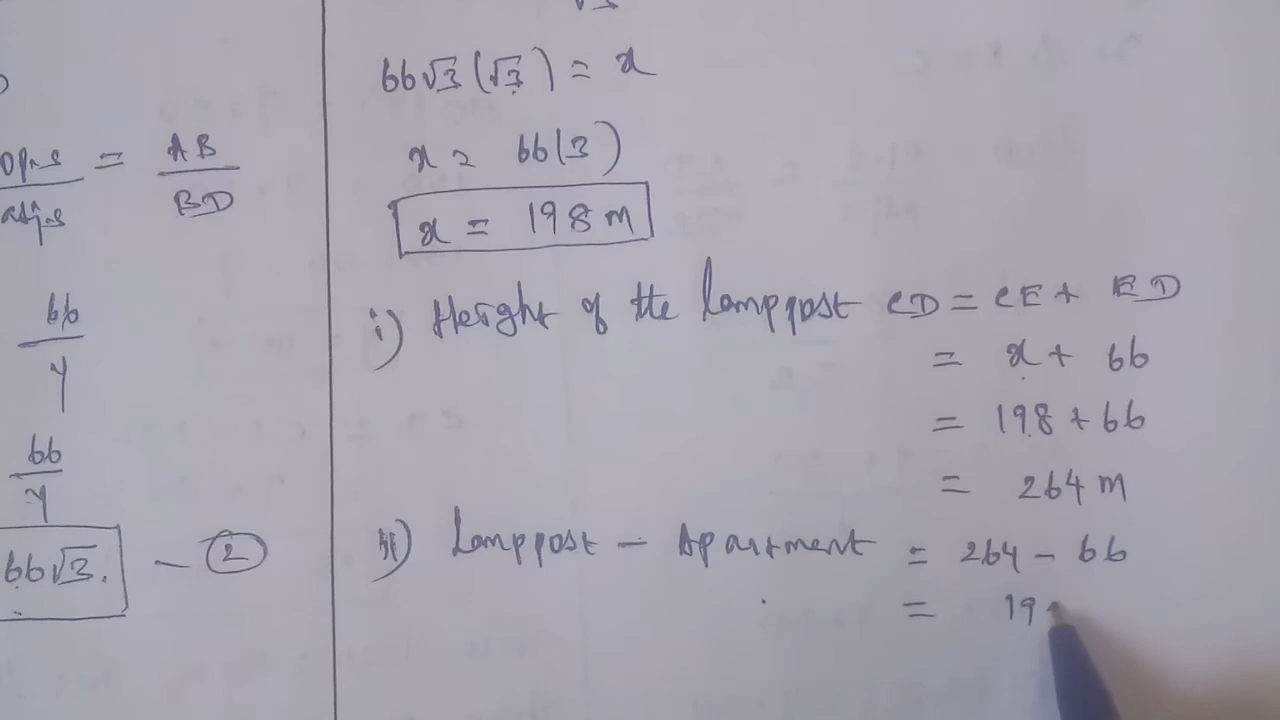 opp.s/adj.s = AB/BD
66/y
66/y
66√3. — ②
66√3 (√3) = x
x = 66(3)
x = 198 m
i) Height of the lamppost CD = CE + ED
= x + 66
= 198 + 66
= 264 m
ii) Lamppost – Apartment = 264 – 66
= 19